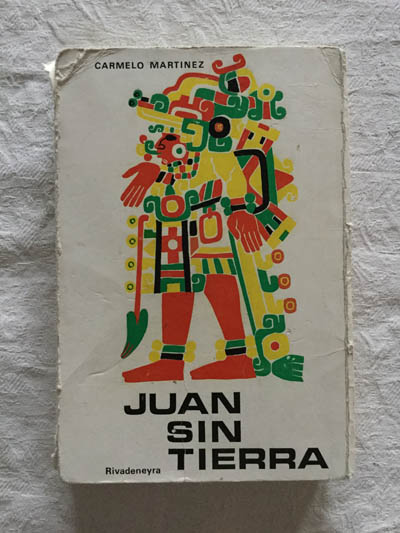 CARMELO MARTINEZ
JUAN
SIN
TIERRA
Rivadeneyra